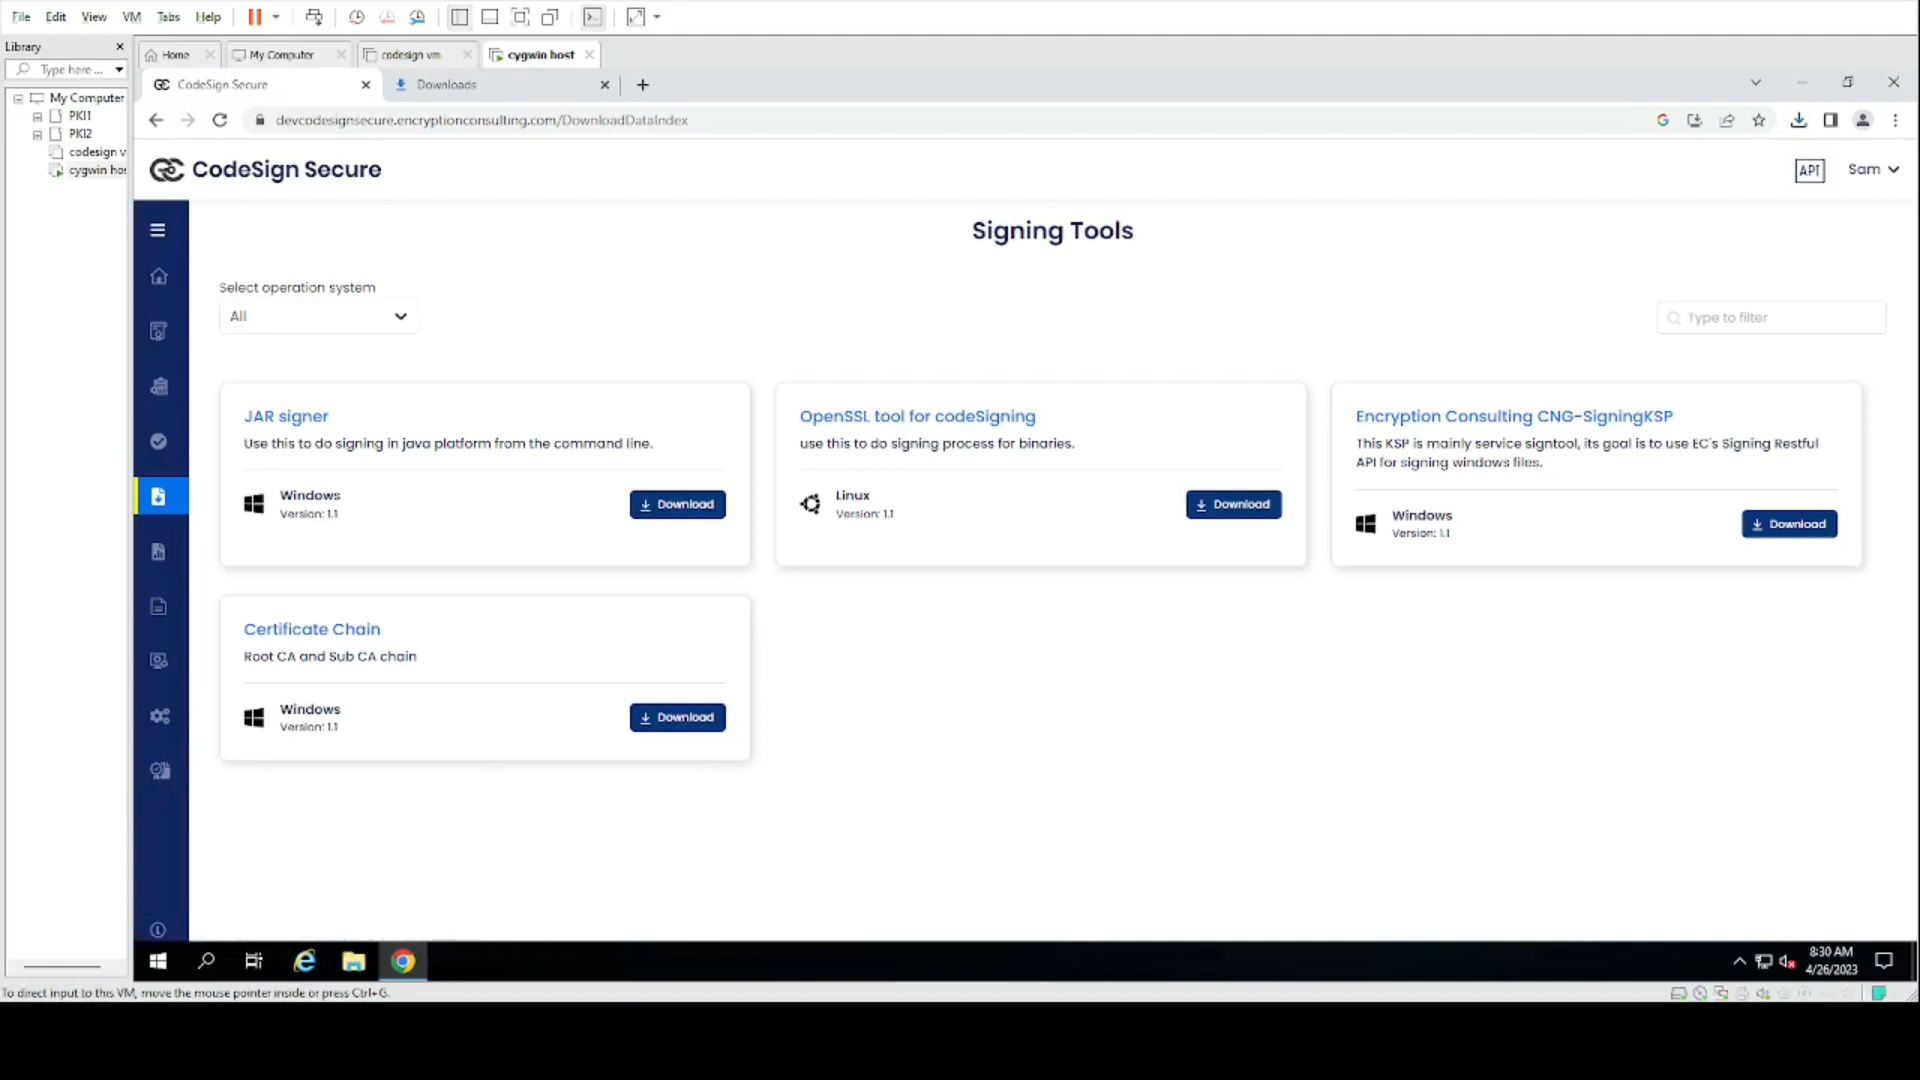 File Edit View VM Tabs Help
Library
Home My Computer codesign vm cygwin host
Type here ...
CodeSign Secure Downloads
My Computer
PKI1
PKI2
codesign v
cygwin hos
devcodesignsecure.encryptionconsulting.com/DownloadDataIndex
CodeSign Secure
API Sam
Signing Tools
Select operation system
All
Type to filter
JAR signer
Use this to do signing in java platform from the command line.
Windows
Version: 1.1
Download
OpenSSL tool for codeSigning
use this to do signing process for binaries.
Linux
Version: 1.1
Download
Encryption Consulting CNG-SigningKSP
This KSP is mainly service signtool, its goal is to use EC's Signing Restful
API for signing windows files.
Windows
Version: 1.1
Download
Certificate Chain
Root CA and Sub CA chain
Windows
Version: 1.1
Download
8:30 AM
4/26/2023
To direct input to this VM, move the mouse pointer inside or press Ctrl+G.